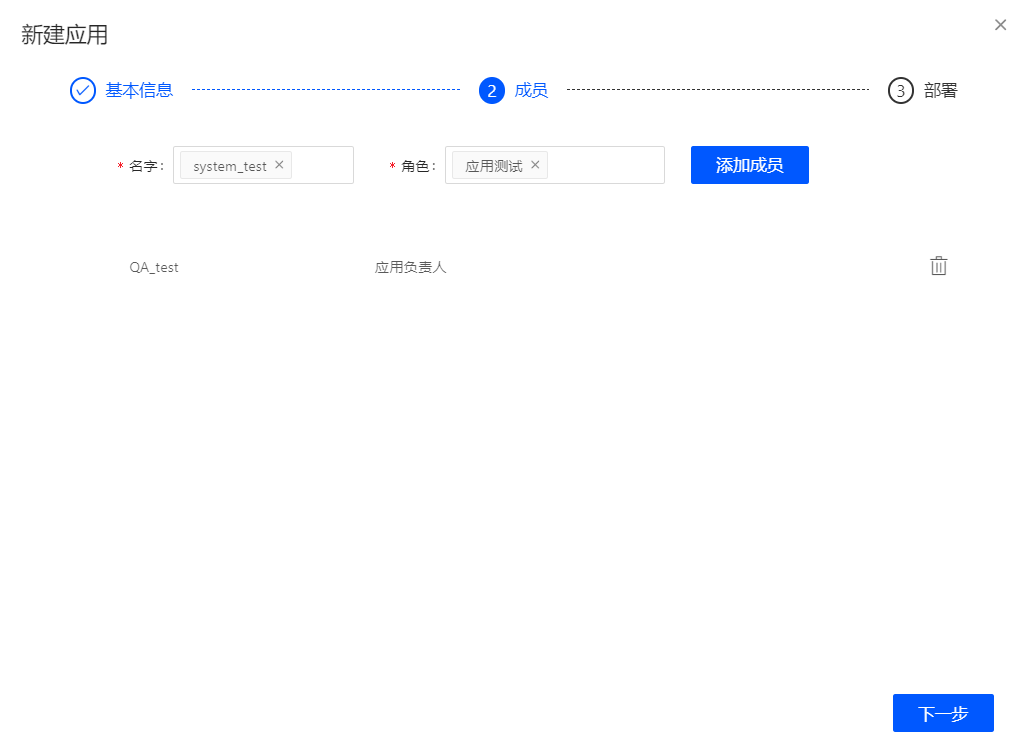 新建应用
基本信息 2 成员 3 部署
* 名字： system_test × * 角色： 应用测试 × 添加成员
QA_test 应用负责人
下一步